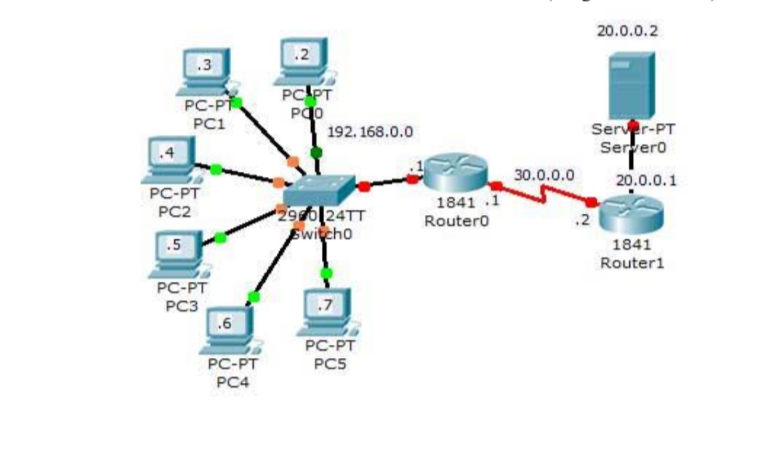 20.0.0.2
.3
.2
PC-PT
PC1
PC-PT
PC0
192.168.0.0
Server-PT
Server0
.4
PC-PT
PC2
.1
1841
Router0
.1
30.0.0.0
20.0.0.1
.2
1841
Router1
2960-24TT
Switch0
.5
PC-PT
PC3
.6
PC-PT
PC4
.7
PC-PT
PC5